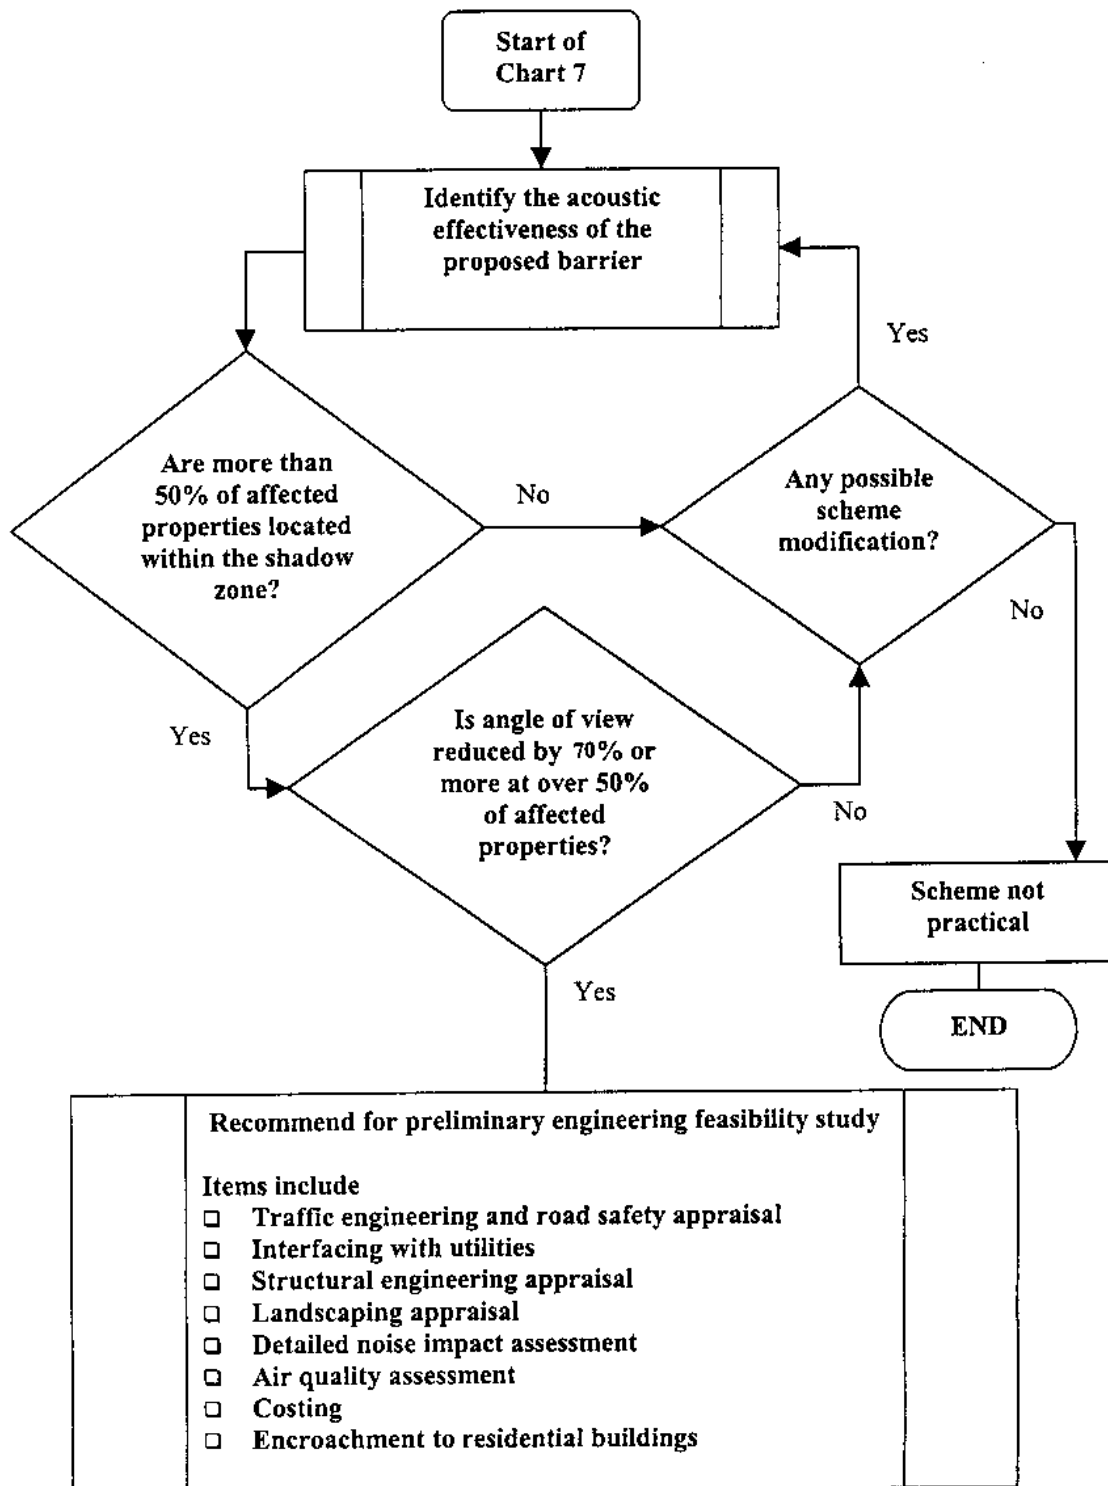 Start of
Chart 7
Identify the acoustic
effectiveness of the
proposed barrier
Yes
Are more than
50% of affected
properties located
within the shadow
zone?
No
Any possible
scheme
modification?
No
Yes
Is angle of view
reduced by 70% or
more at over 50%
of affected
properties?
No
Scheme not
practical
Yes
END
Recommend for preliminary engineering feasibility study
Items include
❑ Traffic engineering and road safety appraisal
❑ Interfacing with utilities
❑ Structural engineering appraisal
❑ Landscaping appraisal
❑ Detailed noise impact assessment
❑ Air quality assessment
❑ Costing
❑ Encroachment to residential buildings